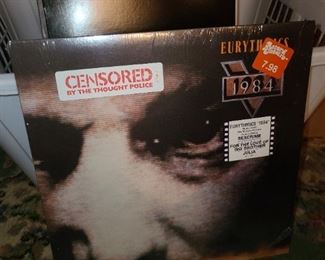 EURYTHMICS
1984
7.98
CENSORED
BY THE THOUGHT POLICE
EURYTHMICS "1984"
SEXCRIME
FOR THE LOVE OF
BIG BROTHER
JULIA